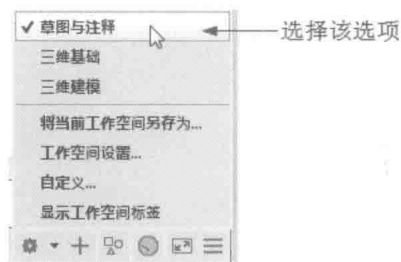 草图与注释
选择该选项
三维基础
三维建模
将当前工作空间另存为...
工作空间设置...
自定义...
显示工作空间标签